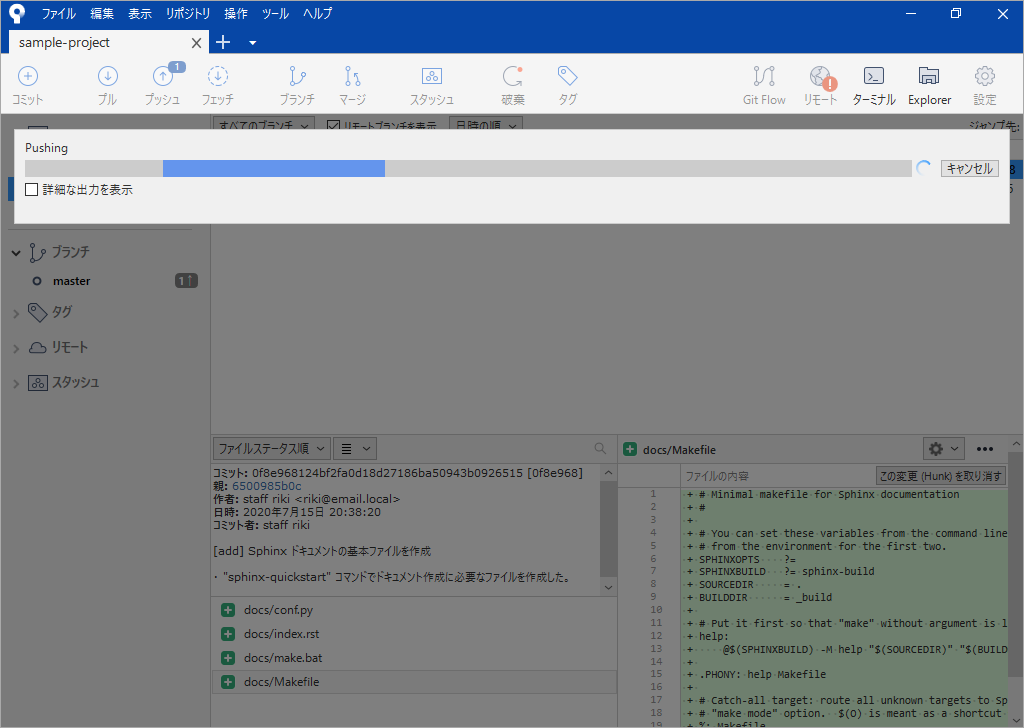 ファイル 編集 表示 リポジトリ 操作 ツール ヘルプ
sample-project
1
コミット プル プッシュ フェッチ ブランチ マージ スタッシュ 破棄 タグ Git Flow リモート ターミナル Explorer 設定
すべてのブランチ リモートブランチを表示 日時の順 ジャンプ先:
Pushing
キャンセル
詳細な出力を表示
ブランチ
master 1↑
タグ
リモート
スタッシュ
ファイルステータス順
コミット: 0f8e968124bf2fa0d18d27186ba50943b0926515 [0f8e968]
親: 6500985b0c
作者: staff riki <riki@email.local>
日時: 2020年7月15日 20:38:20
コミット者: staff riki
[add] Sphinx ドキュメントの基本ファイルを作成
・ "sphinx-quickstart" コマンドでドキュメント作成に必要なファイルを作成した。
docs/conf.py
docs/index.rst
docs/make.bat
docs/Makefile
docs/Makefile
ファイルの内容 この変更 (Hunk) を取り消す
1 + # Minimal makefile for Sphinx documentation
2 + #
3 +
4 + # You can set these variables from the command line
5 + # from the environment for the first two.
6 + SPHINXOPTS ?=
7 + SPHINXBUILD ?= sphinx-build
8 + SOURCEDIR = .
9 + BUILDDIR = _build
10 +
11 + # Put it first so that "make" without argument is l
12 + help:
13 + @$(SPHINXBUILD) -M help "$(SOURCEDIR)" "$(BUILD
14 +
15 + .PHONY: help Makefile
16 +
17 + # Catch-all target: route all unknown targets to Sp
18 + # "make mode" option. $(O) is meant as a shortcut
19 + %: Makefile